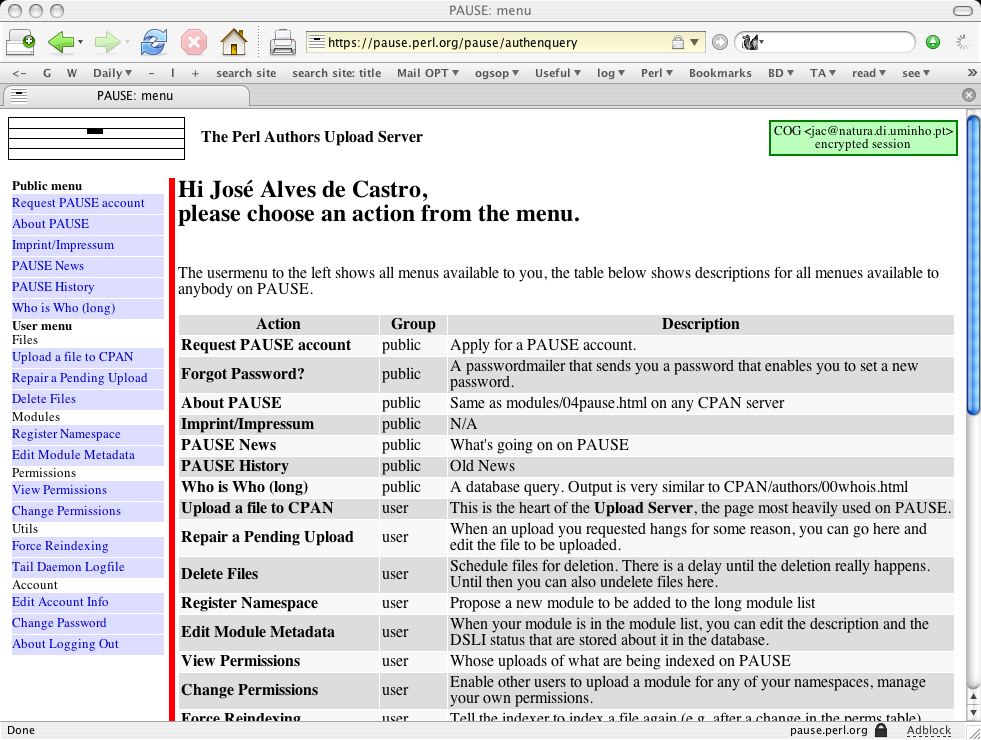 PAUSE: menu
https://pause.perl.org/pause/authenquery
<- G W Daily - I + search site search site: title Mail OPT ogsop Useful log Perl Bookmarks BD TA read see »
PAUSE: menu
The Perl Authors Upload Server
COG <jac@natura.di.uminho.pt>
encrypted session
Public menu
Request PAUSE account
About PAUSE
Imprint/Impressum
PAUSE News
PAUSE History
Who is Who (long)
User menu
Files
Upload a file to CPAN
Repair a Pending Upload
Delete Files
Modules
Register Namespace
Edit Module Metadata
Permissions
View Permissions
Change Permissions
Utils
Force Reindexing
Tail Daemon Logfile
Account
Edit Account Info
Change Password
About Logging Out
Hi José Alves de Castro,
please choose an action from the menu.
The usermenu to the left shows all menus available to you, the table below shows descriptions for all menues available to
anybody on PAUSE.
Action Group Description
Request PAUSE account public Apply for a PAUSE account.
Forgot Password? public A passwordmailer that sends you a password that enables you to set a new
password.
About PAUSE public Same as modules/04pause.html on any CPAN server
Imprint/Impressum public N/A
PAUSE News public What's going on on PAUSE
PAUSE History public Old News
Who is Who (long) public A database query. Output is very similar to CPAN/authors/00whois.html
Upload a file to CPAN user This is the heart of the Upload Server, the page most heavily used on PAUSE.
Repair a Pending Upload user When an upload you requested hangs for some reason, you can go here and
edit the file to be uploaded.
Delete Files user Schedule files for deletion. There is a delay until the deletion really happens.
Until then you can also undelete files here.
Register Namespace user Propose a new module to be added to the long module list
Edit Module Metadata user When your module is in the module list, you can edit the description and the
DSLI status that are stored about it in the database.
View Permissions user Whose uploads of what are being indexed on PAUSE
Change Permissions user Enable other users to upload a module for any of your namespaces, manage
your own permissions.
Force Reindexing user Tell the indexer to index a file again (e.g. after a change in the perms table)
Done pause.perl.org Adblock